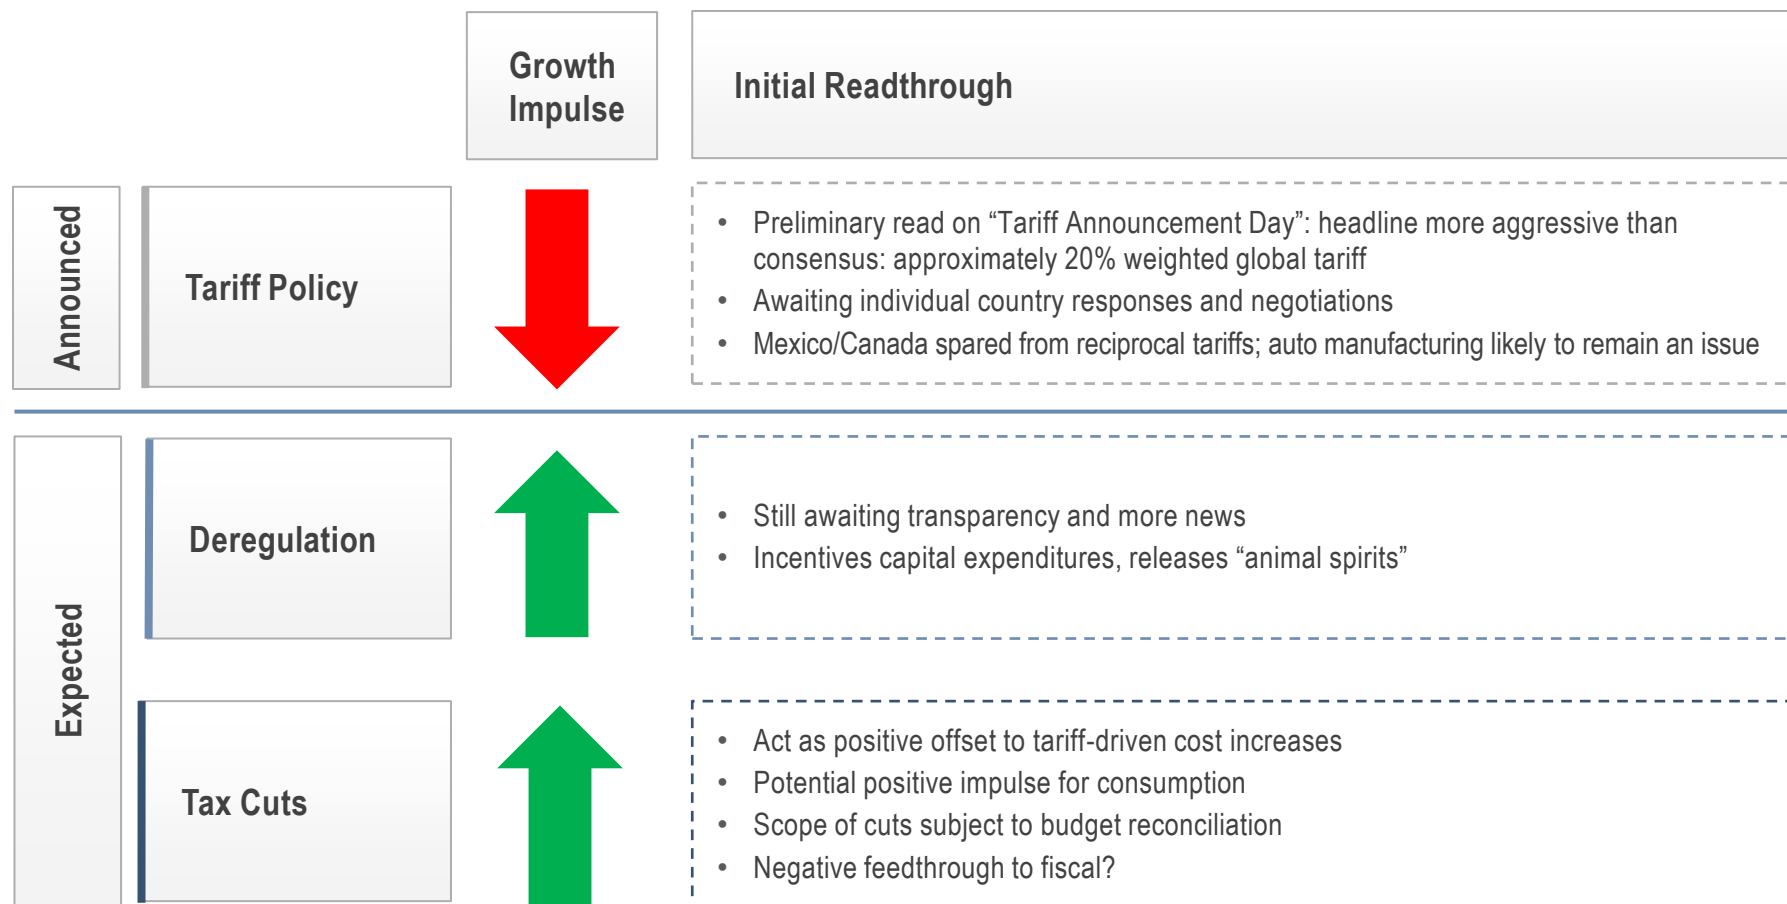 Growth
Impulse
Initial Readthrough
Announced
Tariff Policy
• Preliminary read on “Tariff Announcement Day”: headline more aggressive than
consensus: approximately 20% weighted global tariff
• Awaiting individual country responses and negotiations
• Mexico/Canada spared from reciprocal tariffs; auto manufacturing likely to remain an issue
Expected
Deregulation
• Still awaiting transparency and more news
• Incentives capital expenditures, releases “animal spirits”
Tax Cuts
• Act as positive offset to tariff-driven cost increases
• Potential positive impulse for consumption
• Scope of cuts subject to budget reconciliation
• Negative feedthrough to fiscal?